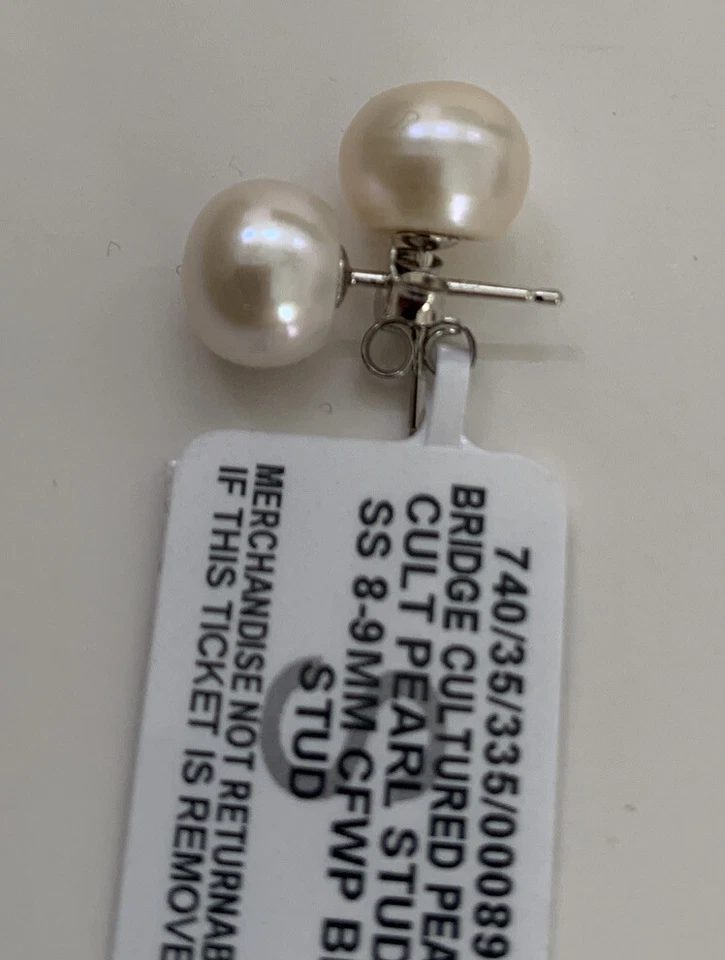 740/35/335/00089
BRIDGE CULTURED PEA
CULT PEARL STUD
SS 8-9MM CFWP B
STUD
MERCHANDISE NOT RETURNAB
IF THIS TICKET IS REMOVE